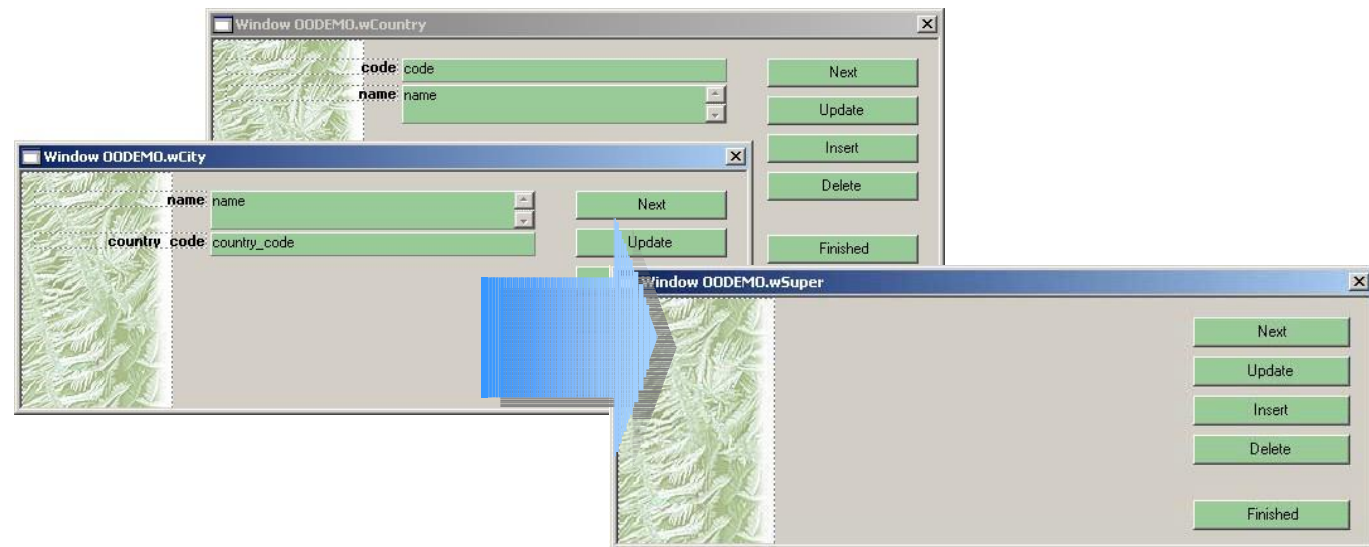 Window OODEMO.wCountry
code code
name name
Next
Update
Insert
Delete
Finished
Window OODEMO.wCity
name name
country_code country_code
Next
Update
Window OODEMO.wSuper
Next
Update
Insert
Delete
Finished